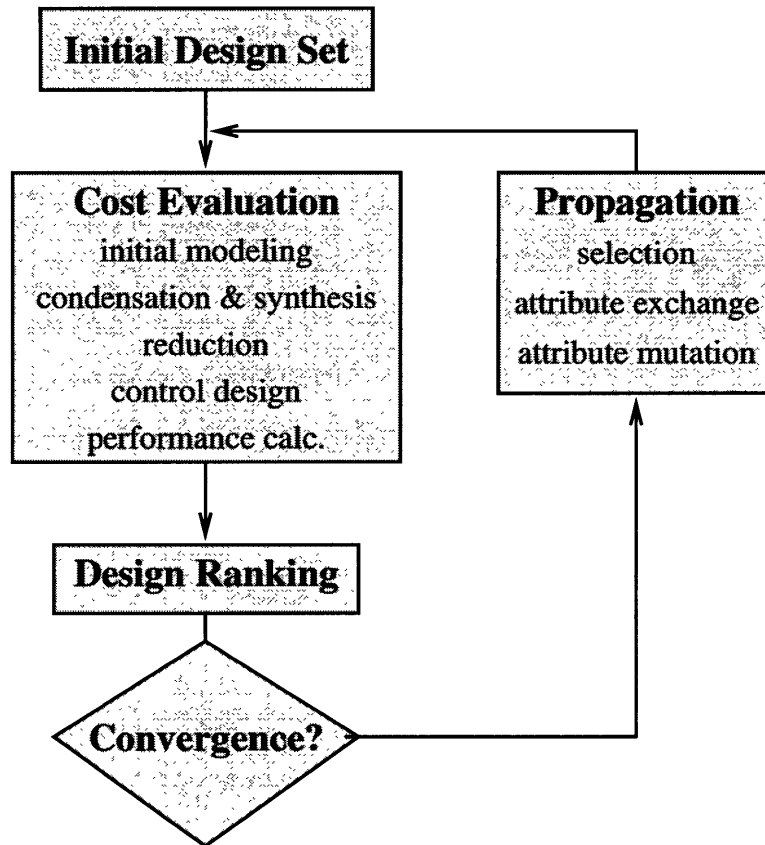 Initial Design Set
Cost Evaluation
initial modeling
condensation & synthesis
reduction
control design
performance calc.
Propagation
selection
attribute exchange
attribute mutation
Design Ranking
Convergence?